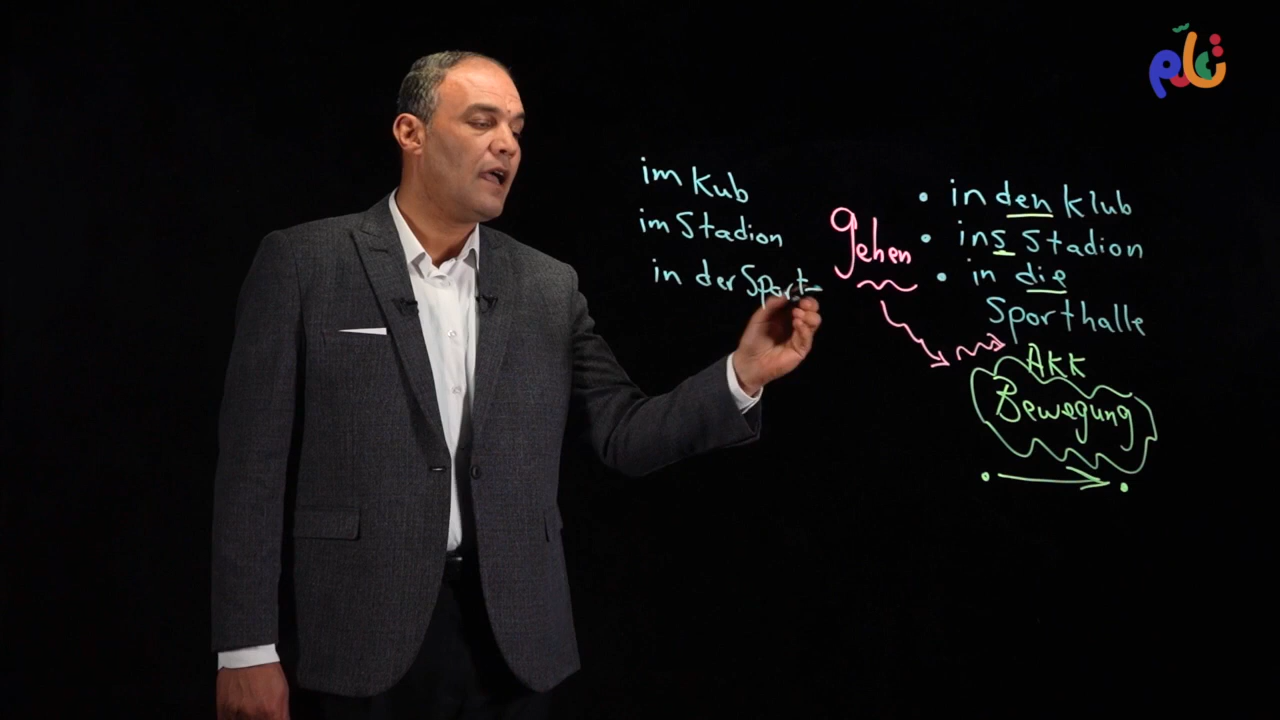 im Kub
im Stadion
in der Sport-
gehen
• in den Klub
• ins Stadion
• in die
Sporthalle
AKK
Bewegung